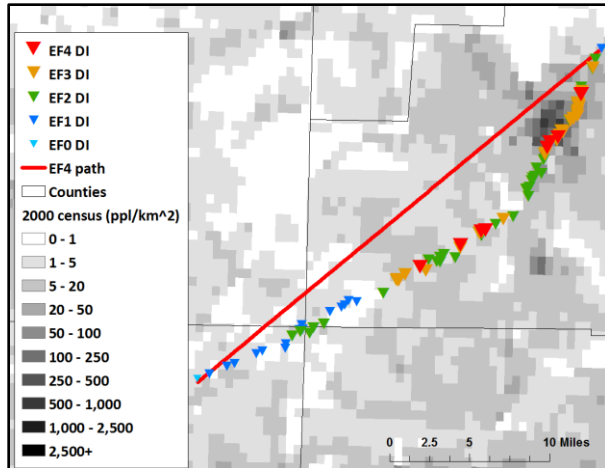 EF4 DI
EF3 DI
EF2 DI
EF1 DI
EF0 DI
EF4 path
Counties
2000 census (ppl/km^2)
0 - 1
1 - 5
5 - 20
20 - 50
50 - 100
100 - 250
250 - 500
500 - 1,000
1,000 - 2,500
2,500+
0 2.5 5 10 Miles